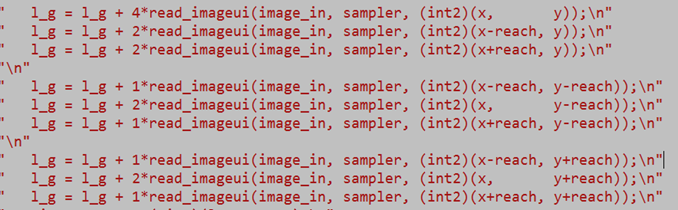 "   l_g = l_g + 4*read_imageui(image_in, sampler, (int2)(x,       y));\n"
"   l_g = l_g + 2*read_imageui(image_in, sampler, (int2)(x-reach, y));\n"
"   l_g = l_g + 2*read_imageui(image_in, sampler, (int2)(x+reach, y));\n"
"\n"
"   l_g = l_g + 1*read_imageui(image_in, sampler, (int2)(x-reach, y-reach));\n"
"   l_g = l_g + 2*read_imageui(image_in, sampler, (int2)(x,       y-reach));\n"
"   l_g = l_g + 1*read_imageui(image_in, sampler, (int2)(x+reach, y-reach));\n"
"\n"
"   l_g = l_g + 1*read_imageui(image_in, sampler, (int2)(x-reach, y+reach));\n"
"   l_g = l_g + 2*read_imageui(image_in, sampler, (int2)(x,       y+reach));\n"
"   l_g = l_g + 1*read_imageui(image_in, sampler, (int2)(x+reach, y+reach));\n"